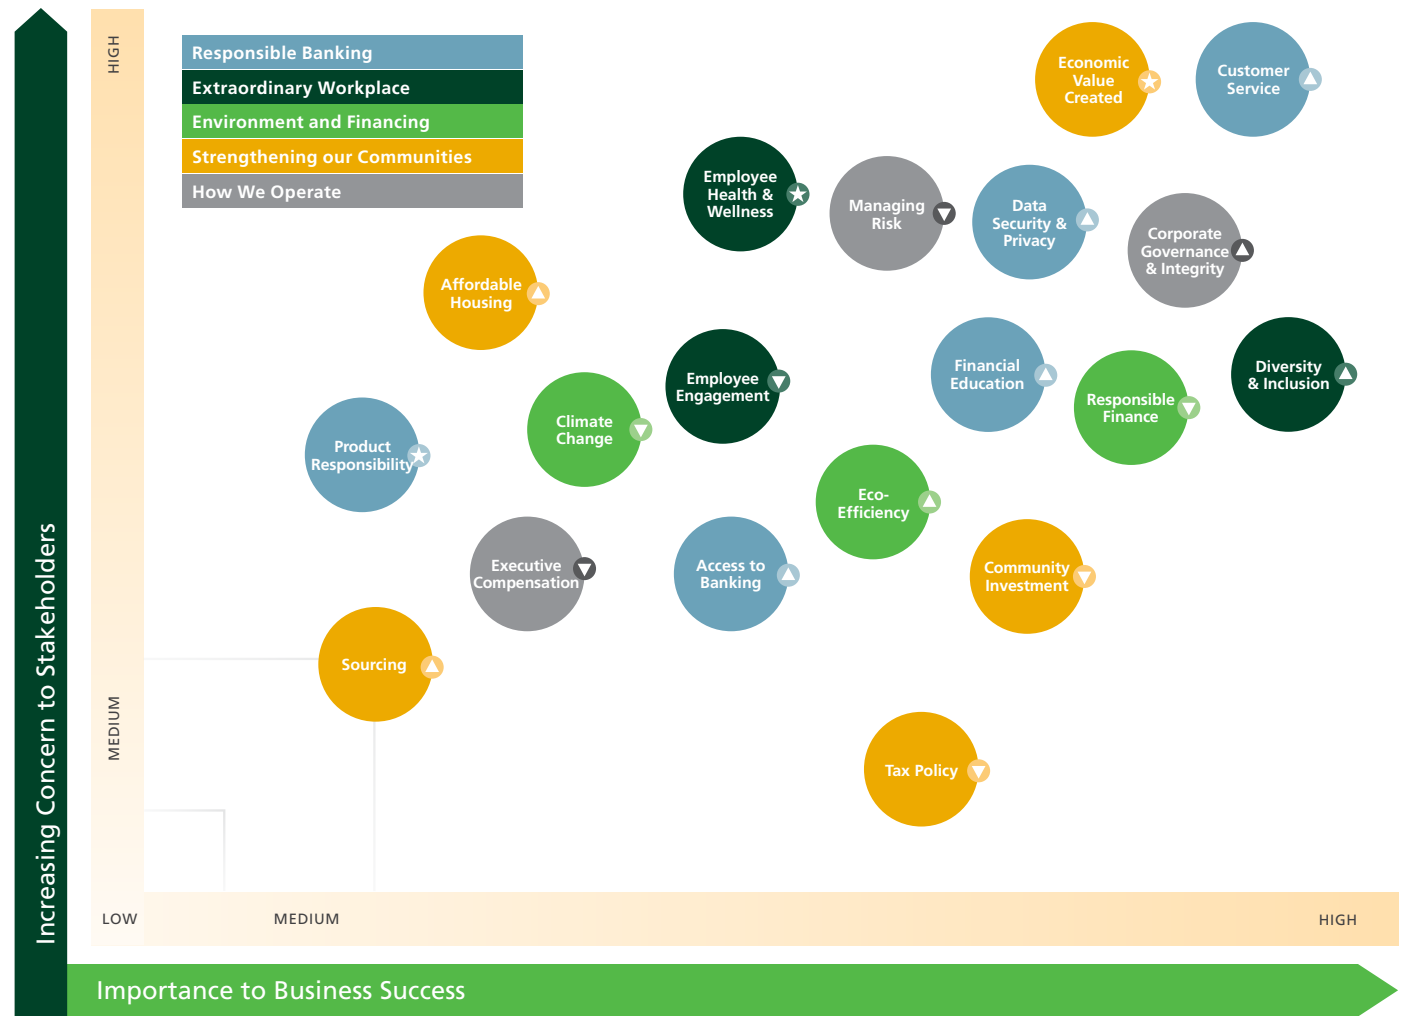 HIGH
Responsible Banking
Extraordinary Workplace
Environment and Financing
Strengthening our Communities
How We Operate
Economic
Value
Created
Customer
Service
Employee
Health &
Wellness
Managing
Risk
Data
Security &
Privacy
Corporate
Governance
& Integrity
Affordable
Housing
Employee
Engagement
Financial
Education
Responsible
Finance
Diversity
& Inclusion
Climate
Change
Product
Responsibility
Eco-
Efficiency
Executive
Compensation
Access to
Banking
Community
Investment
Sourcing
Tax Policy
Increasing Concern to Stakeholders
MEDIUM
LOW
MEDIUM
HIGH
Importance to Business Success